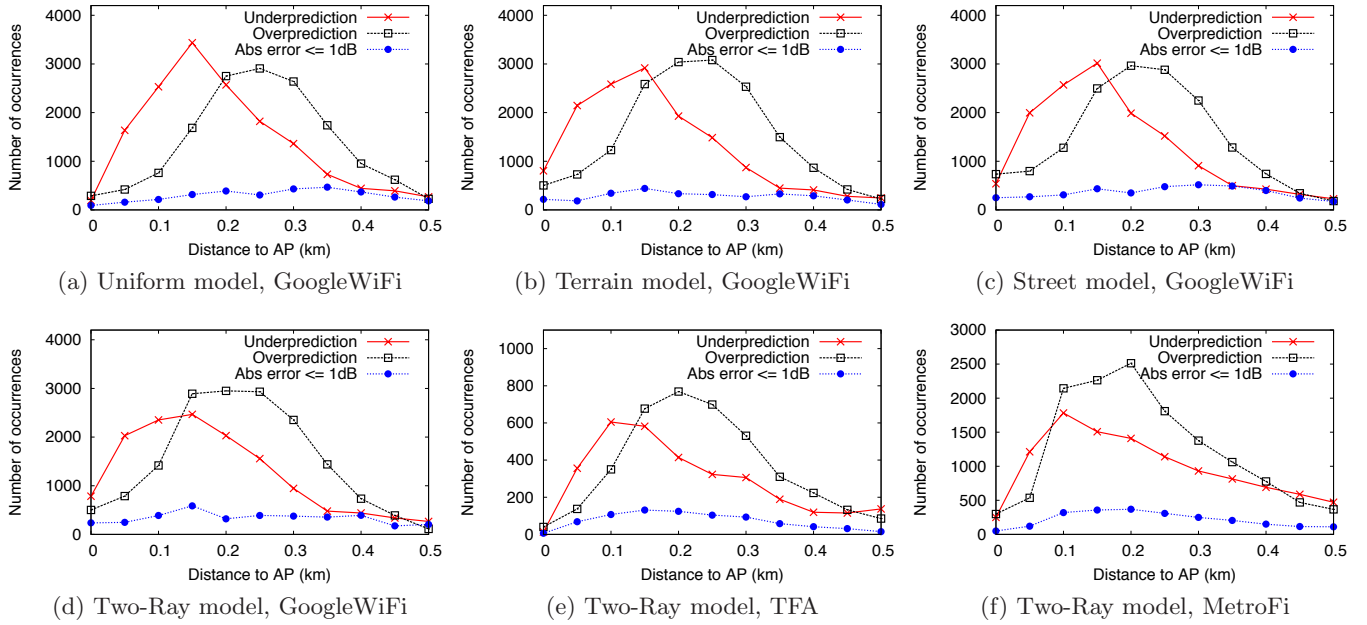 Number of occurrences
4000
3000
2000
1000
0
Underprediction
Overprediction
Abs error <= 1dB
0 0.1 0.2 0.3 0.4 0.5
Distance to AP (km)
(a) Uniform model, GoogleWiFi
Number of occurrences
4000
3000
2000
1000
0
Underprediction
Overprediction
Abs error <= 1dB
0 0.1 0.2 0.3 0.4 0.5
Distance to AP (km)
(b) Terrain model, GoogleWiFi
Number of occurrences
4000
3000
2000
1000
0
Underprediction
Overprediction
Abs error <= 1dB
0 0.1 0.2 0.3 0.4 0.5
Distance to AP (km)
(c) Street model, GoogleWiFi
Number of occurrences
4000
3000
2000
1000
0
Underprediction
Overprediction
Abs error <= 1dB
0 0.1 0.2 0.3 0.4 0.5
Distance to AP (km)
(d) Two-Ray model, GoogleWiFi
Number of occurrences
1000
800
600
400
200
0
Underprediction
Overprediction
Abs error <= 1dB
0 0.1 0.2 0.3 0.4 0.5
Distance to AP (km)
(e) Two-Ray model, TFA
Number of occurrences
3000
2500
2000
1500
1000
500
0
Underprediction
Overprediction
Abs error <= 1dB
0 0.1 0.2 0.3 0.4 0.5
Distance to AP (km)
(f) Two-Ray model, MetroFi